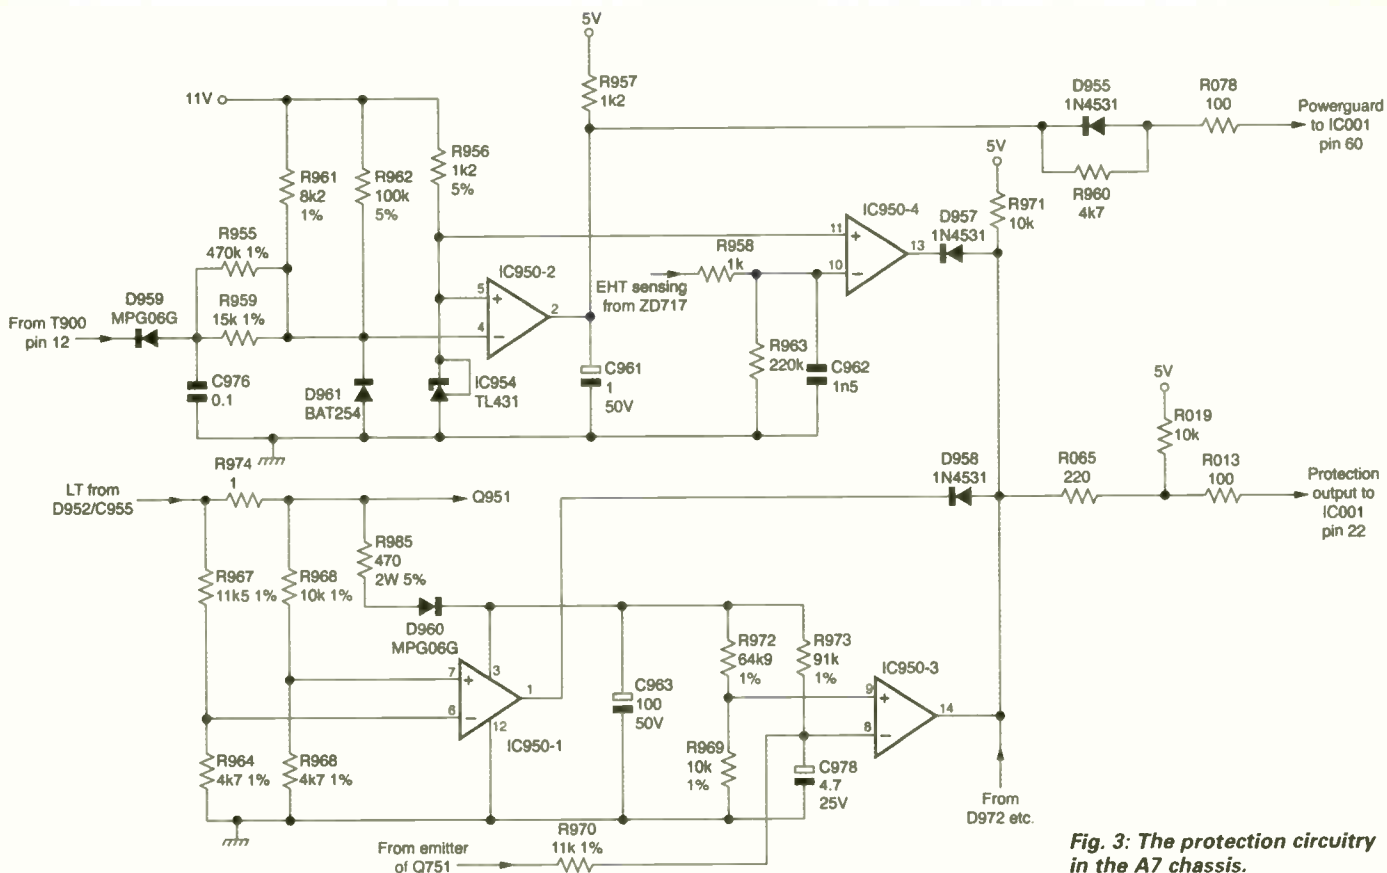 5V
R957
1k2
D955
1N4531
R078
100
Powerguard
to IC001
pin 60
11V
R961
8k2
1%
R962
100k
5%
R956
1k2
5%
5V
R971
10k
R960
4k7
R955
470k 1%
IC950-4
11
+
10
−
13
D957
1N4531
R958
1k
IC950-2
5
+
4
−
2
EHT sensing
from ZD717
D959
MPG06G
R959
15k 1%
From T900
pin 12
C976
0.1
D961
BAT254
IC954
TL431
C961
1
50V
R963
220k
C962
1n5
5V
R019
10k
R974
1
LT from
D952/C955
Q951
D958
1N4531
R065
220
R013
100
Protection
output to
IC001
pin 22
R985
470
2W 5%
R967
11k5 1%
R968
10k 1%
D960
MPG06G
3
7
+
6
−
1
12
IC950-1
C963
100
50V
R972
64k9
1%
R973
91k
1%
IC950-3
9
+
8
−
14
R964
4k7 1%
R968
4k7 1%
R969
10k
1%
C978
4.7
25V
From
D972 etc.
R970
11k 1%
From emitter
of Q751
Fig. 3: The protection circuitry
in the A7 chassis.